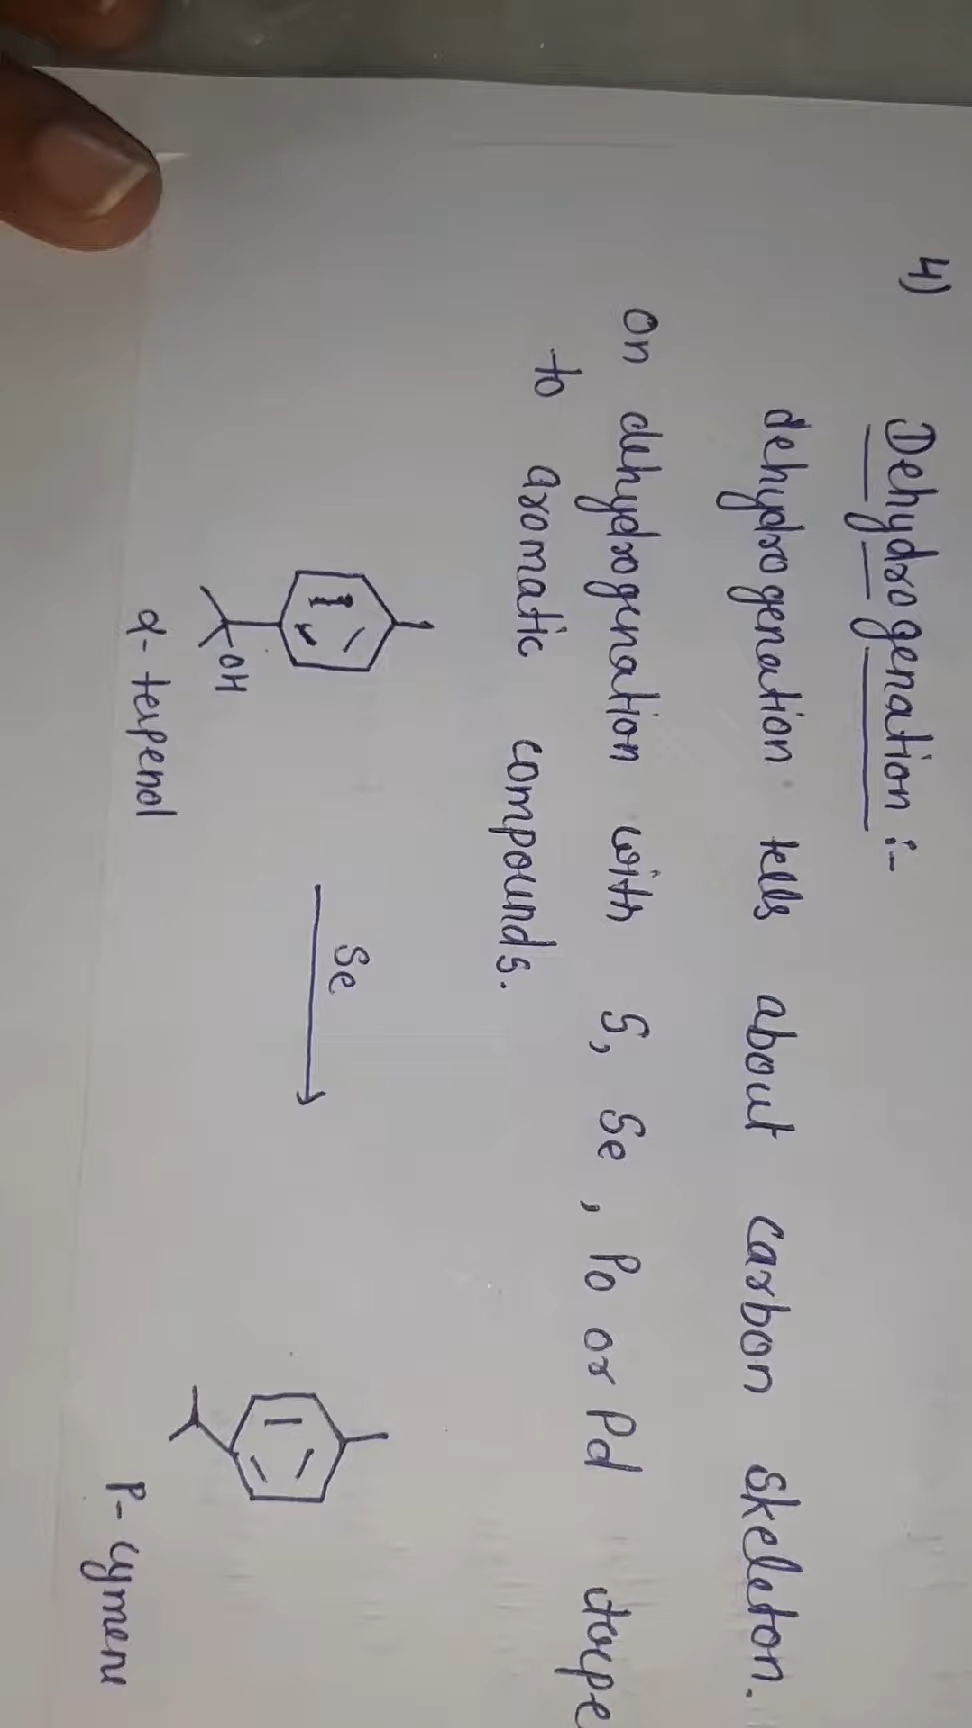 4) Dehydrogenation :-
dehydrogenation tells about carbon skeleton.
on dehydrogenation with S, Se, Po or Pd
to aromatic compounds.
Se
OH
α- terpenol
P- cymene